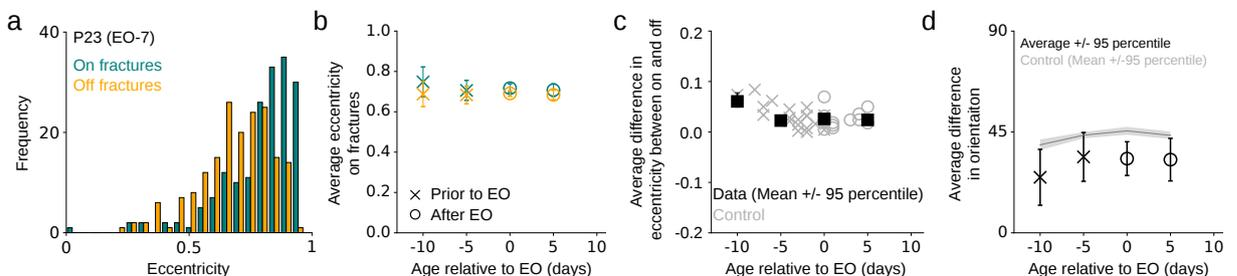 a
P23 (EO-7)
On fractures
Off fractures
40
20
0
0
0.5
1
Frequency
Eccentricity
b
Average eccentricity
on fractures
1.0
0.8
0.6
0.4
0.2
0.0
Prior to EO
After EO
-10
-5
0
5
10
Age relative to EO (days)
c
Average difference in
eccentricity between on and off
0.2
0.1
0.0
-0.1
-0.2
Data (Mean +/- 95 percentile)
Control
-10
-5
0
5
10
Age relative to EO (days)
d
Average difference
in orientaiton
90
45
0
Average +/- 95 percentile
Control (Mean +/-95 percentile)
-10
-5
0
5
10
Age relative to EO (days)